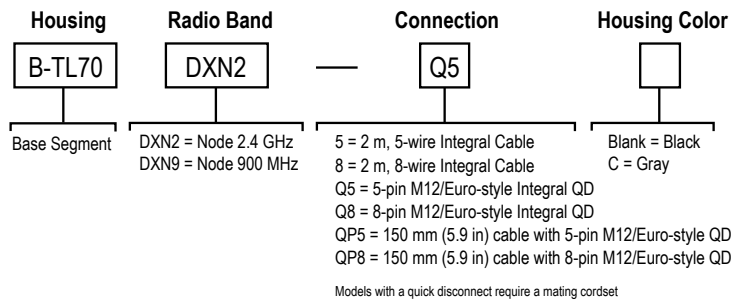 Housing Radio Band Connection Housing Color
B-TL70 DXN2 — Q5
Base Segment
DXN2 = Node 2.4 GHz
DXN9 = Node 900 MHz
5 = 2 m, 5-wire Integral Cable
8 = 2 m, 8-wire Integral Cable
Q5 = 5-pin M12/Euro-style Integral QD
Q8 = 8-pin M12/Euro-style Integral QD
QP5 = 150 mm (5.9 in) cable with 5-pin M12/Euro-style QD
QP8 = 150 mm (5.9 in) cable with 8-pin M12/Euro-style QD
Models with a quick disconnect require a mating cordset
Blank = Black
C = Gray